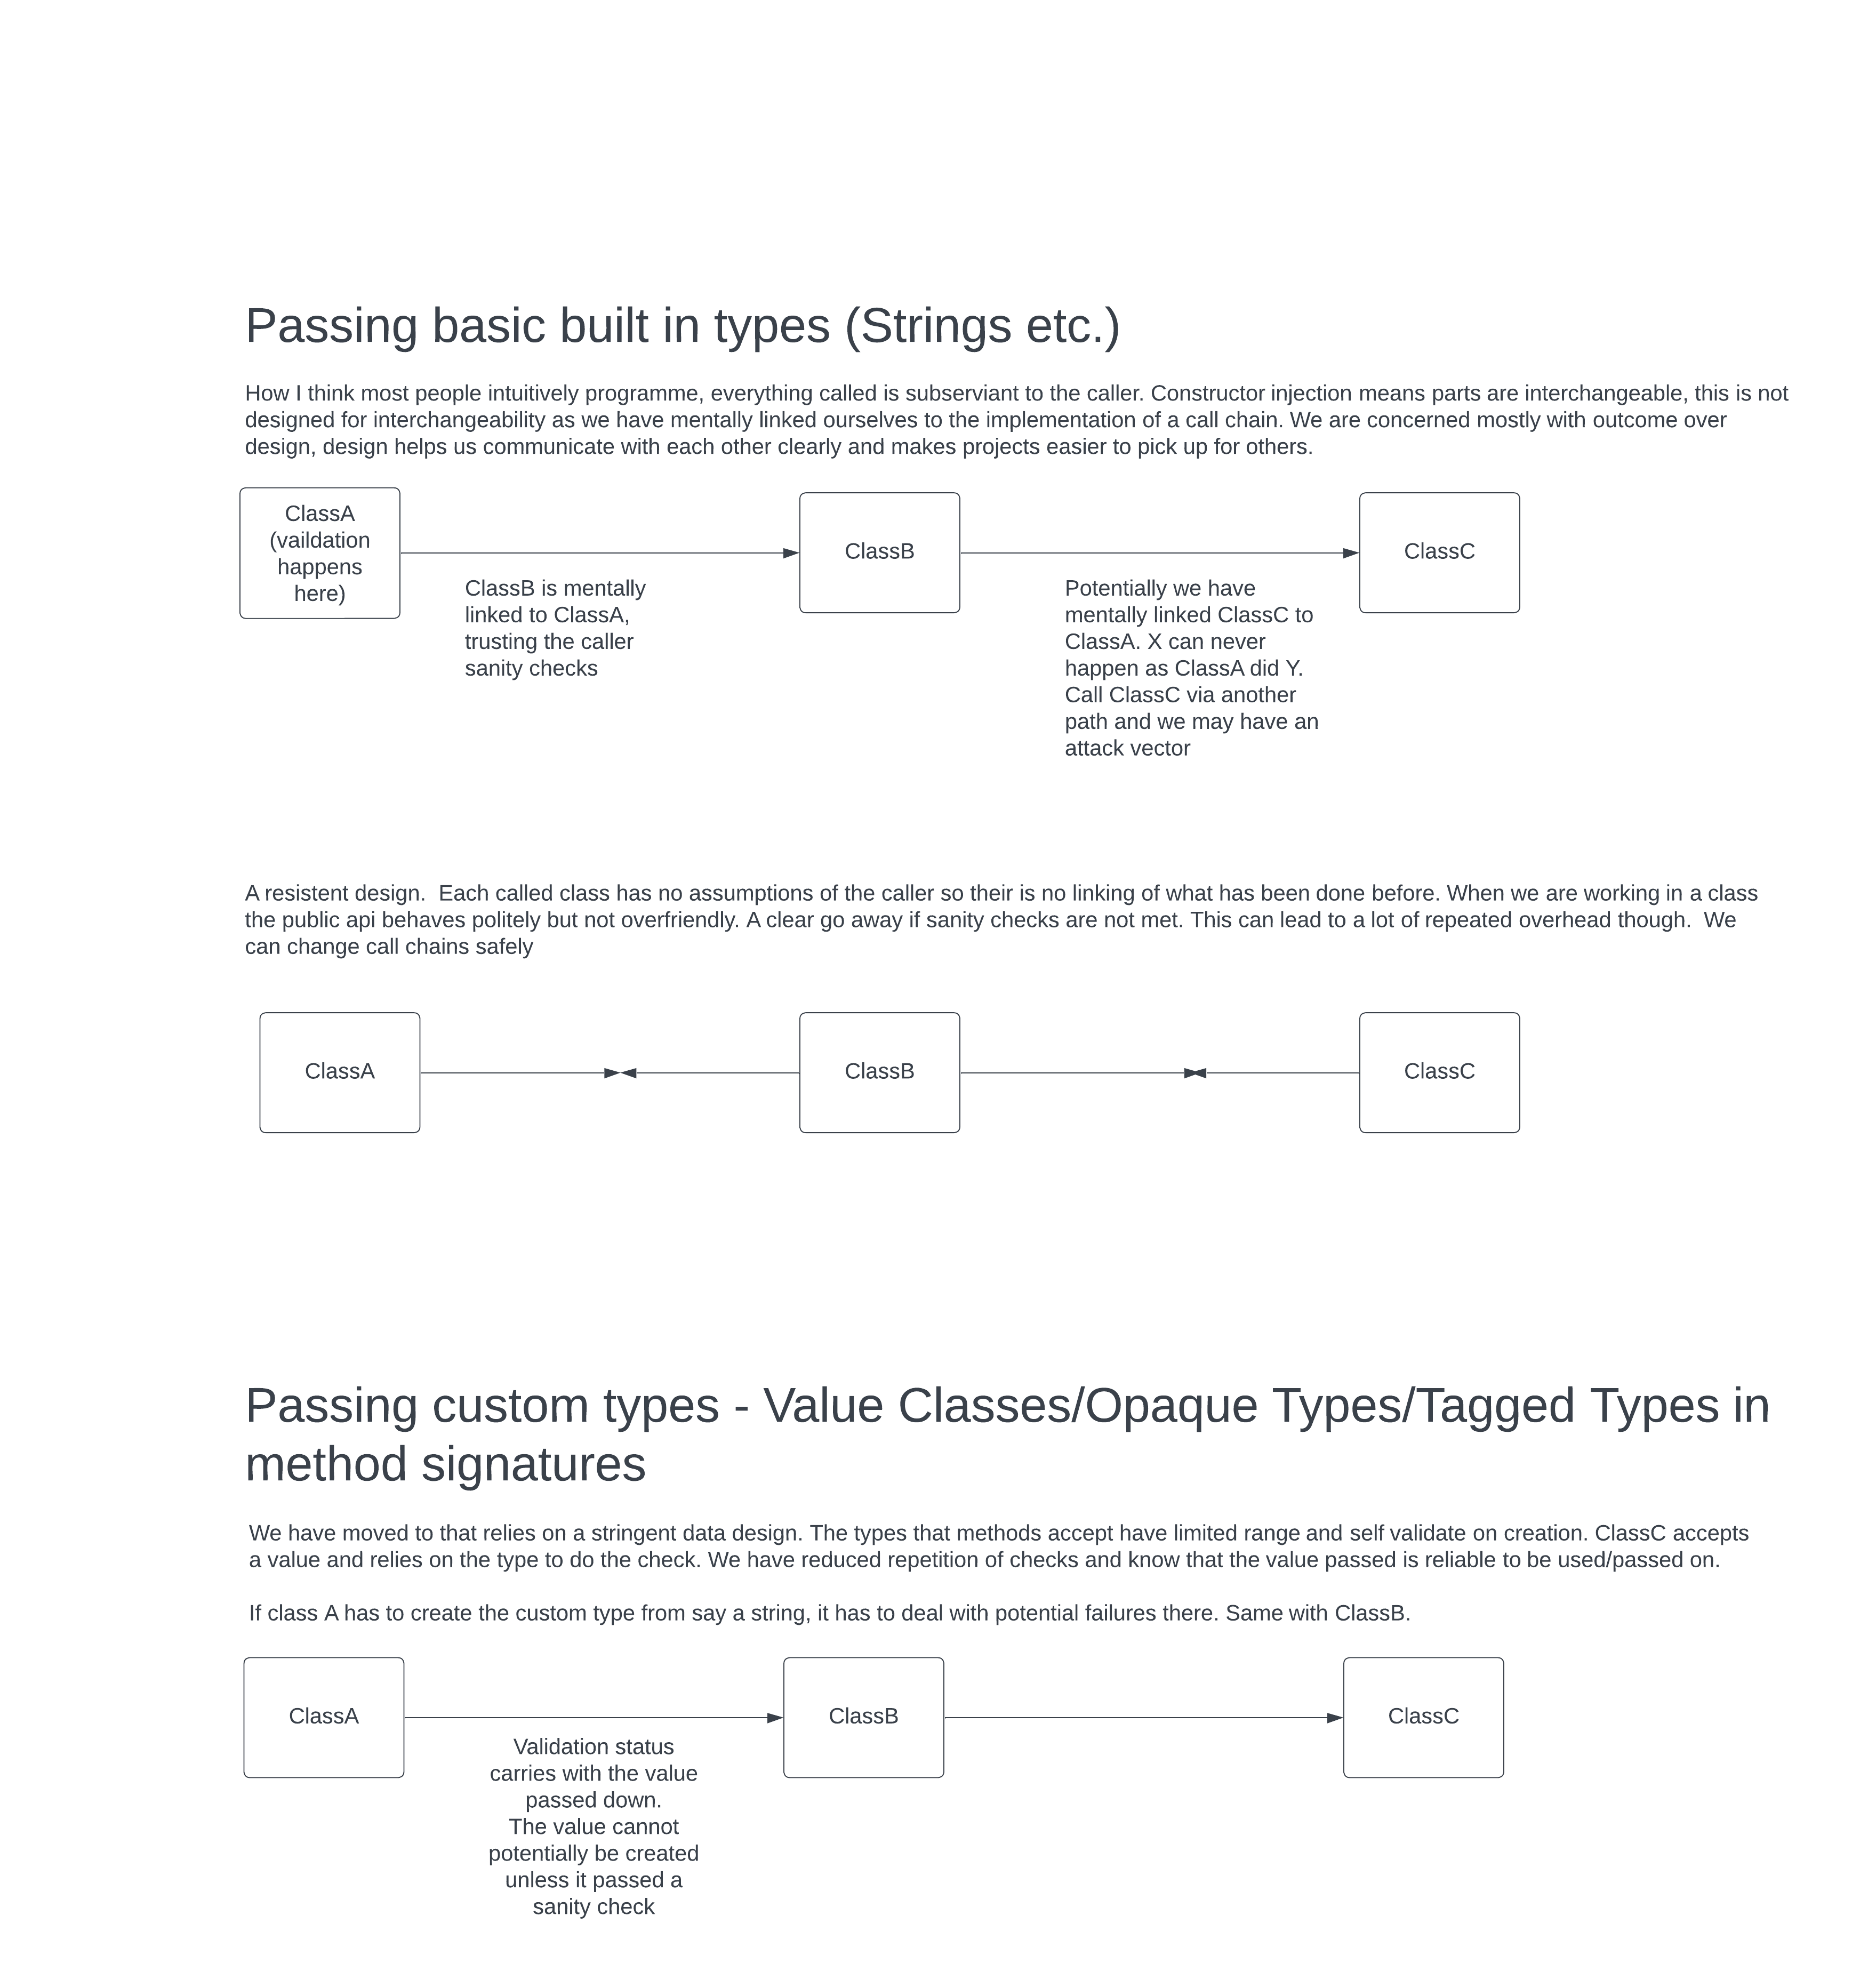 Passing basic built in types (Strings etc.)
How I think most people intuitively programme, everything called is subserviant to the caller. Constructor injection means parts are interchangeable, this is not
designed for interchangeability as we have mentally linked ourselves to the implementation of a call chain. We are concerned mostly with outcome over
design, design helps us communicate with each other clearly and makes projects easier to pick up for others.
ClassA
(vaildation
happens
here)
ClassB is mentally
linked to ClassA,
trusting the caller
sanity checks
ClassB
Potentially we have
mentally linked ClassC to
ClassA. X can never
happen as ClassA did Y.
Call ClassC via another
path and we may have an
attack vector
ClassC
A resistent design.  Each called class has no assumptions of the caller so their is no linking of what has been done before. When we are working in a class
the public api behaves politely but not overfriendly. A clear go away if sanity checks are not met. This can lead to a lot of repeated overhead though.  We
can change call chains safely
ClassA
ClassB
ClassC
Passing custom types - Value Classes/Opaque Types/Tagged Types in
method signatures
We have moved to that relies on a stringent data design. The types that methods accept have limited range and self validate on creation. ClassC accepts
a value and relies on the type to do the check. We have reduced repetition of checks and know that the value passed is reliable to be used/passed on.
If class A has to create the custom type from say a string, it has to deal with potential failures there. Same with ClassB.
ClassA
Validation status
carries with the value
passed down.
The value cannot
potentially be created
unless it passed a
sanity check
ClassB
ClassC